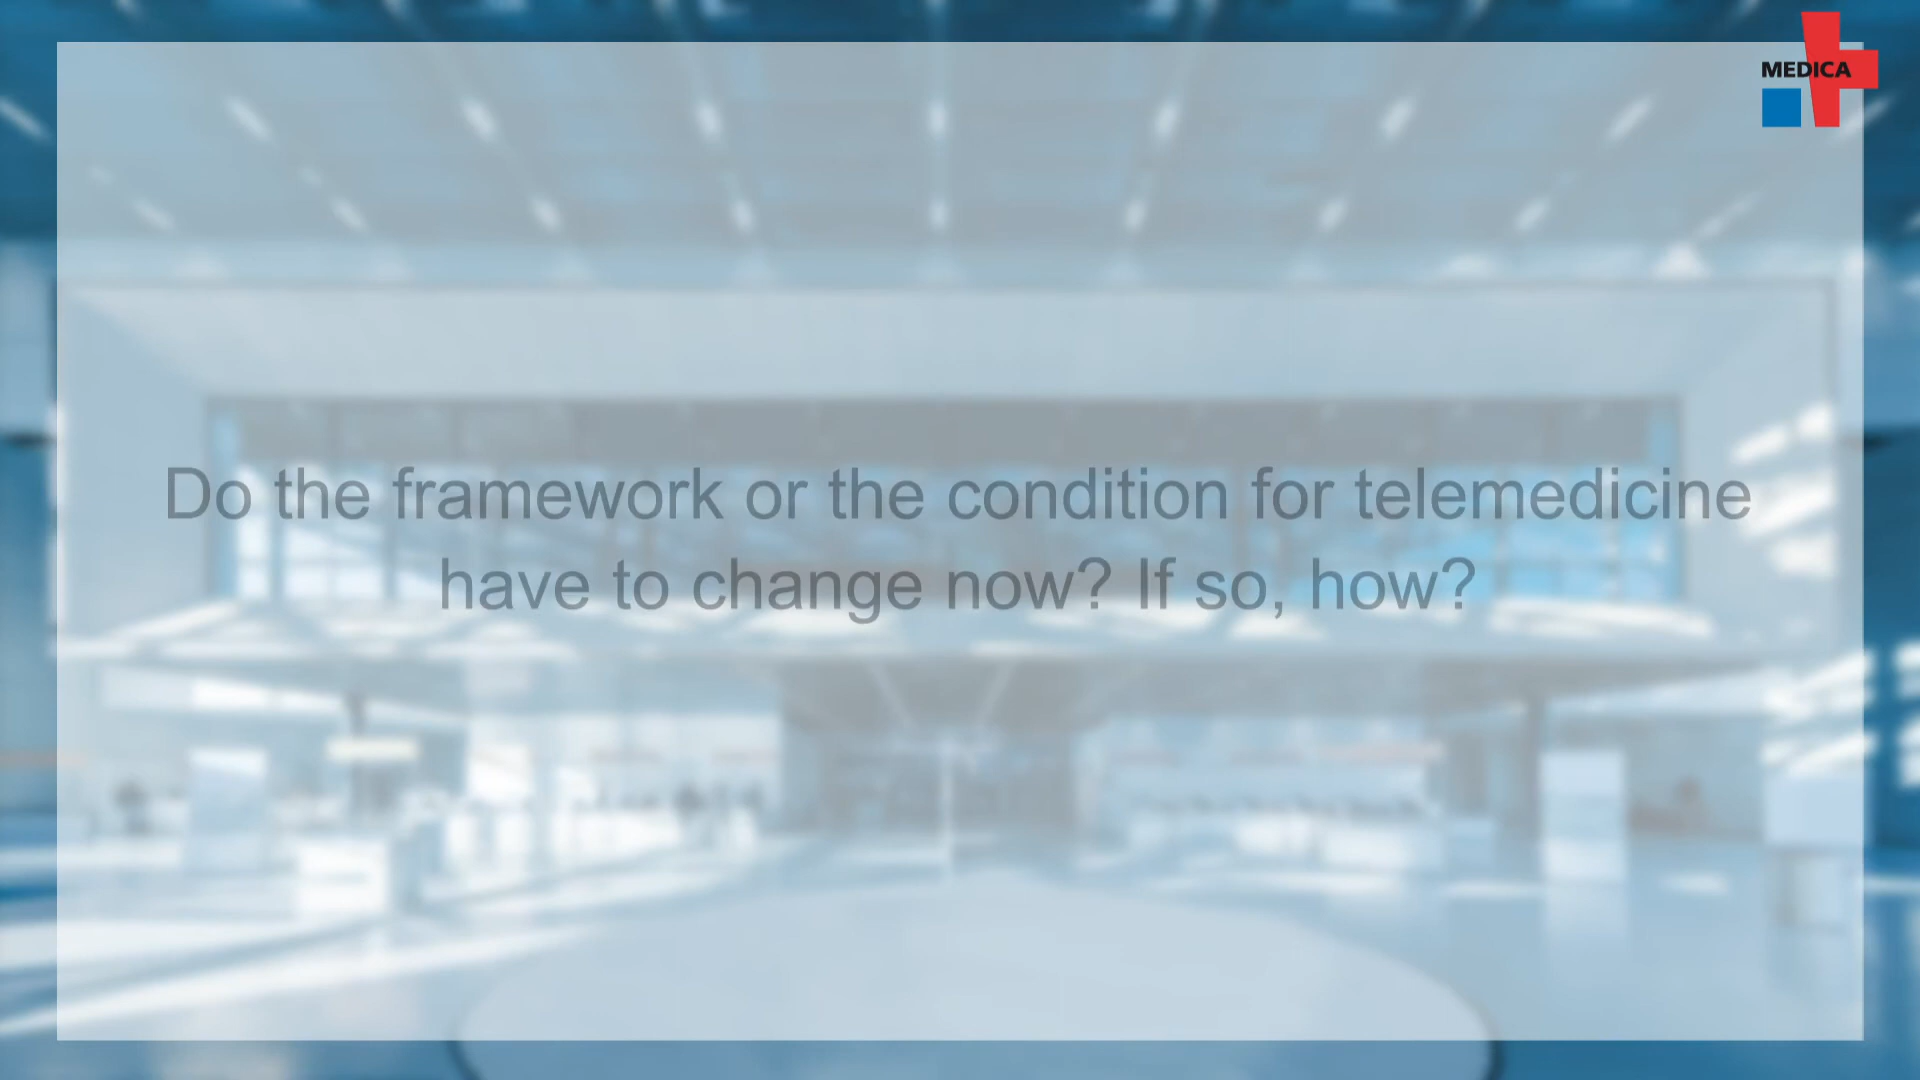 MEDICA
Do the framework or the condition for telemedicine
have to change now? If so, how?